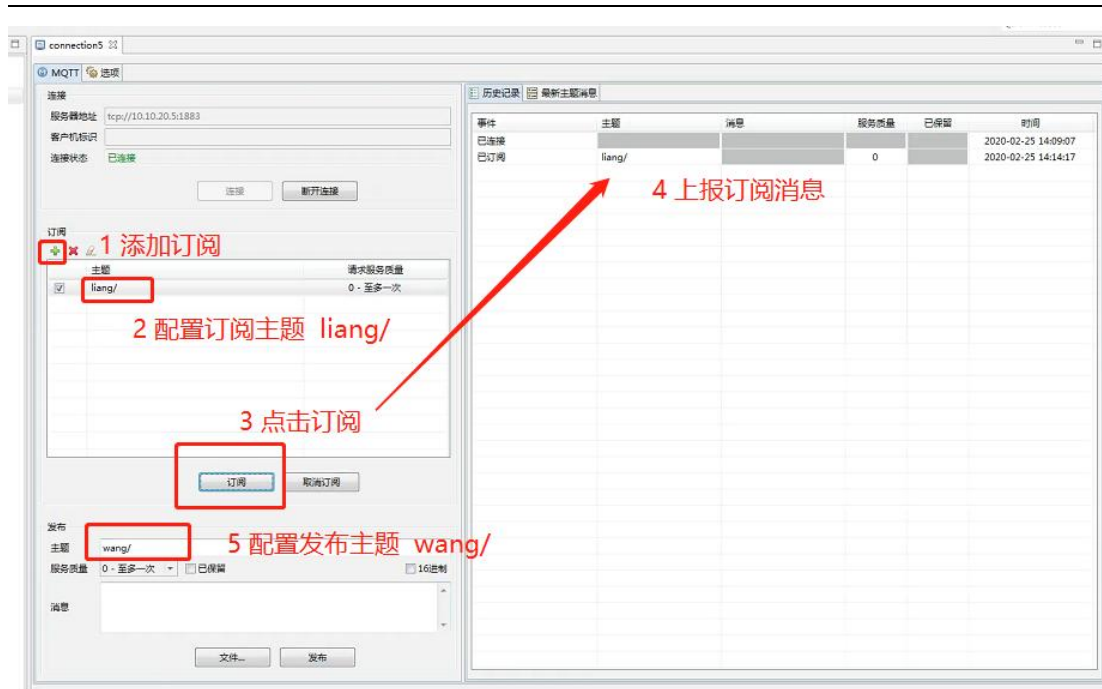 connection5
MQTT 选项
连接
服务器地址 tcp://10.10.20.5:1883
客户机标识
连接状态 已连接
连接 断开连接
订阅
1 添加订阅
主题 请求服务质量
liang/ 0 - 至多一次
2 配置订阅主题 liang/
3 点击订阅
订阅 取消订阅
发布
主题 wang/
5 配置发布主题 wang/
服务质量 0 - 至多一次 已保留 16进制
消息
文件... 发布
历史记录 最新主题消息
事件 主题 消息 服务质量 已保留 时间
已连接 2020-02-25 14:09:07
已订阅 liang/ 0 2020-02-25 14:14:17
4 上报订阅消息